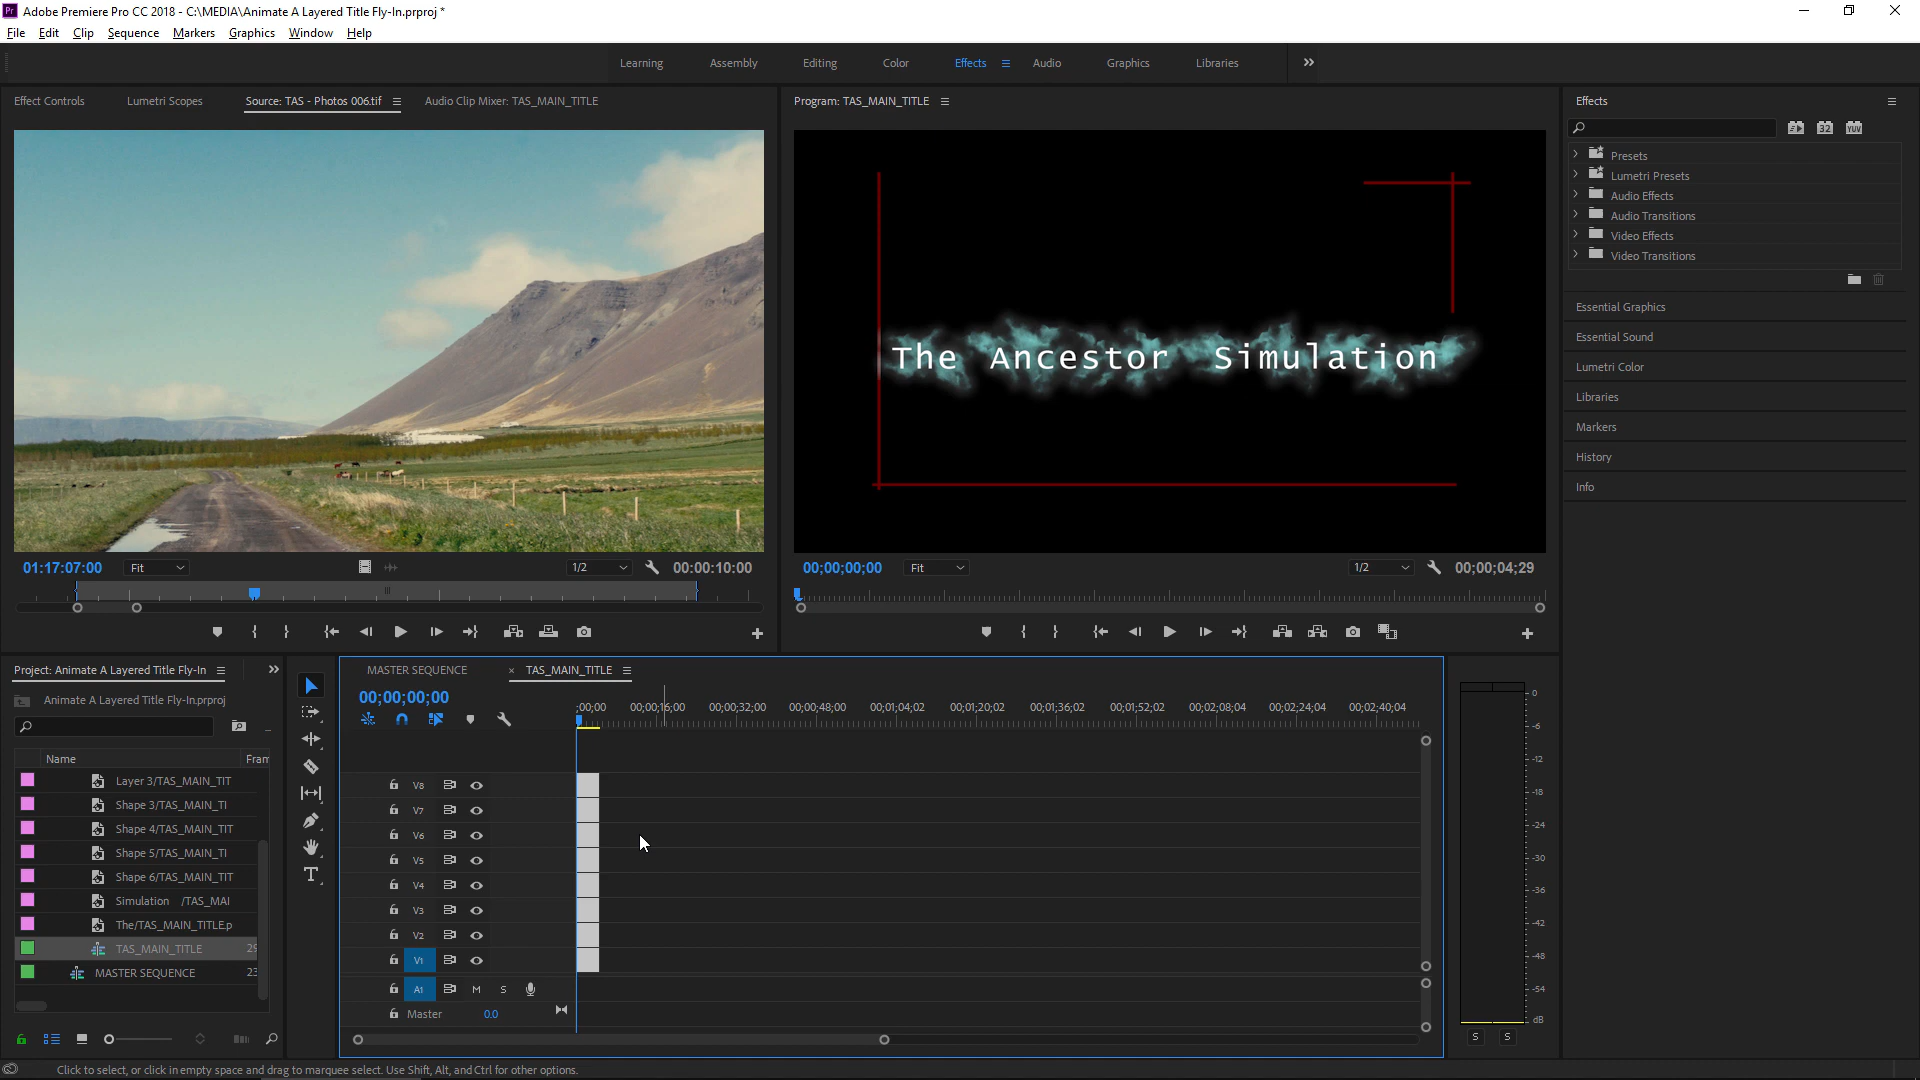 Pr Adobe Premiere Pro CC 2018 - C:\MEDIA\Animate A Layered Title Fly-In.prproj *
File Edit Clip Sequence Markers Graphics Window Help
Learning Assembly Editing Color Effects Audio Graphics Libraries
Effect Controls Lumetri Scopes Source: TAS - Photos 006.tif Audio Clip Mixer: TAS_MAIN_TITLE
Program: TAS_MAIN_TITLE
Effects
32 YUV
Presets
Lumetri Presets
Audio Effects
Audio Transitions
Video Effects
Video Transitions
Essential Graphics
Essential Sound
Lumetri Color
Libraries
Markers
History
Info
The Ancestor Simulation
01:17:07:00 Fit 1/2 00:00:10:00
00;00;00;00 Fit 1/2 00;00;04;29
Project: Animate A Layered Title Fly-In
Animate A Layered Title Fly-In.prproj
Name Fram
Layer 3/TAS_MAIN_TIT
Shape 3/TAS_MAIN_TI
Shape 4/TAS_MAIN_TIT
Shape 5/TAS_MAIN_TI
Shape 6/TAS_MAIN_TIT
Simulation /TAS_MAI
The/TAS_MAIN_TITLE.p
TAS_MAIN_TITLE 29
MASTER SEQUENCE 23
MASTER SEQUENCE × TAS_MAIN_TITLE
00;00;00;00
;00;00 00;00;16;00 00;00;32;00 00;00;48;00 00;01;04;02 00;01;20;02 00;01;36;02 00;01;52;02 00;02;08;04 00;02;24;04 00;02;40;04
V8
V7
V6
V5
V4
V3
V2
V1
A1 M S
Master 0.0
0
-6
-12
-18
-24
-30
-36
-42
-48
-54
dB
S S
Click to select, or click in empty space and drag to marquee select. Use Shift, Alt, and Ctrl for other options.